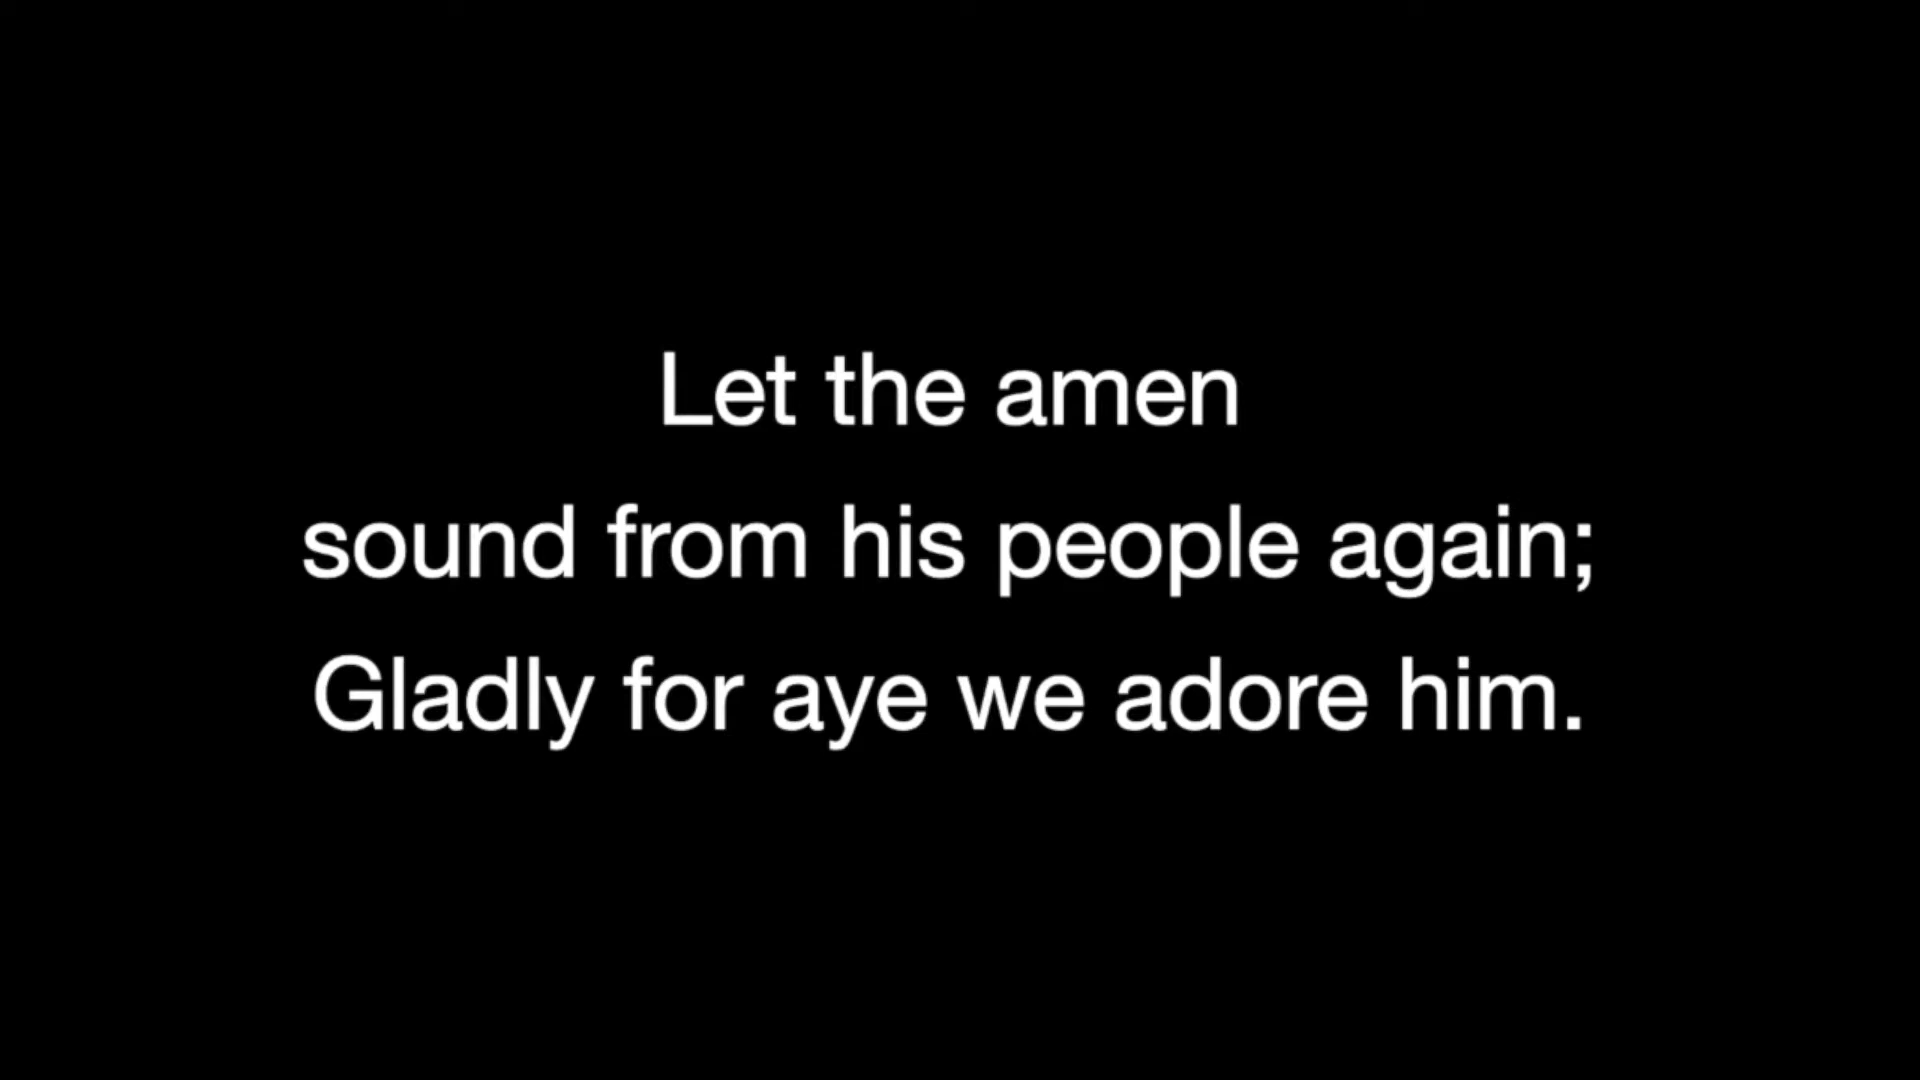 Let the amen
sound from his people again;
Gladly for aye we adore him.